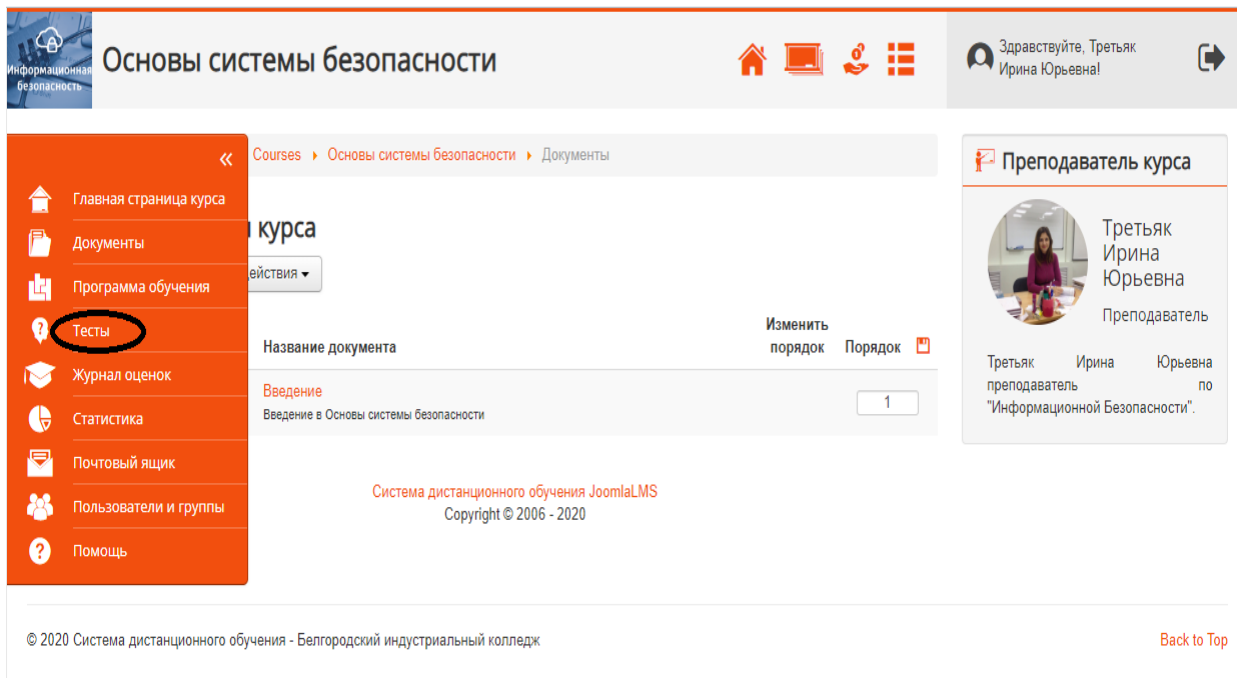 Информационная
безопасность
Основы системы безопасности
Здравствуйте, Третьяк
Ирина Юрьевна!
«
Главная страница курса
Документы
Программа обучения
Тесты
Журнал оценок
Статистика
Почтовый ящик
Пользователи и группы
Помощь
Courses ▸ Основы системы безопасности ▸ Документы
курса
ействия
Название документа
Изменить
порядок
Порядок
Введение
Введение в Основы системы безопасности
1
Система дистанционного обучения JoomlaLMS
Copyright © 2006 - 2020
Преподаватель курса
Третьяк
Ирина
Юрьевна
Преподаватель
Третьяк Ирина Юрьевна
преподаватель по
"Информационной Безопасности".
© 2020 Система дистанционного обучения - Белгородский индустриальный колледж
Back to Top